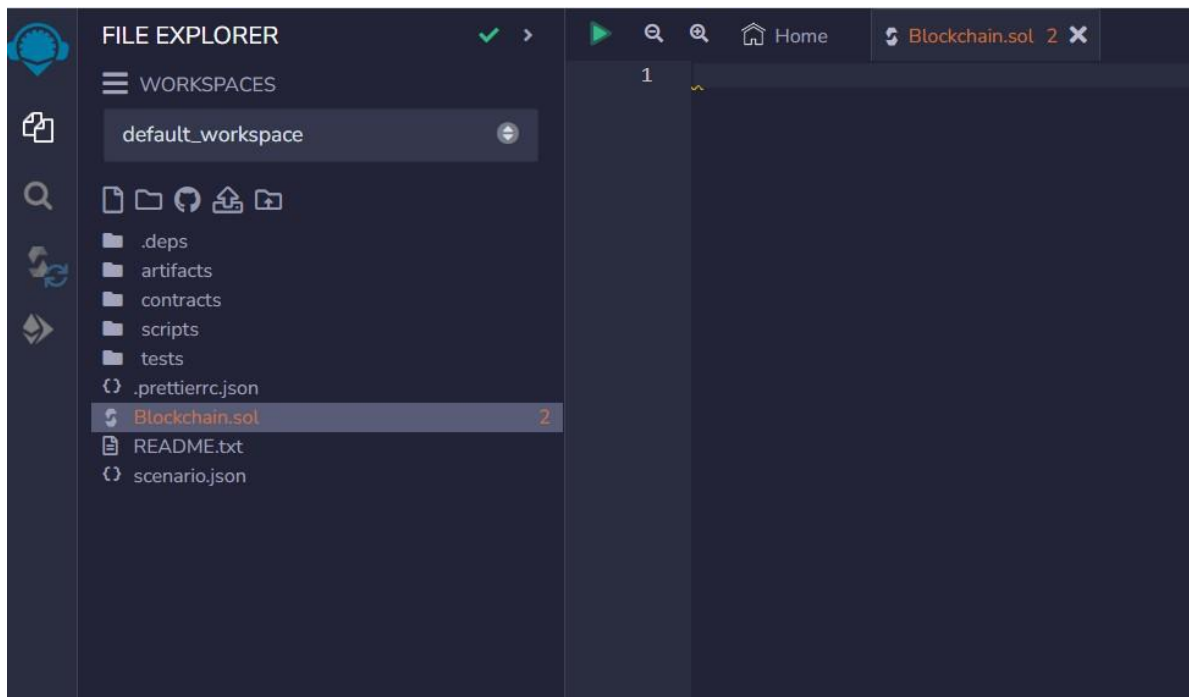 FILE EXPLORER
WORKSPACES
default_workspace
.deps
artifacts
contracts
scripts
tests
{} .prettierrc.json
Blockchain.sol 2
README.txt
{} scenario.json
Home Blockchain.sol 2
1